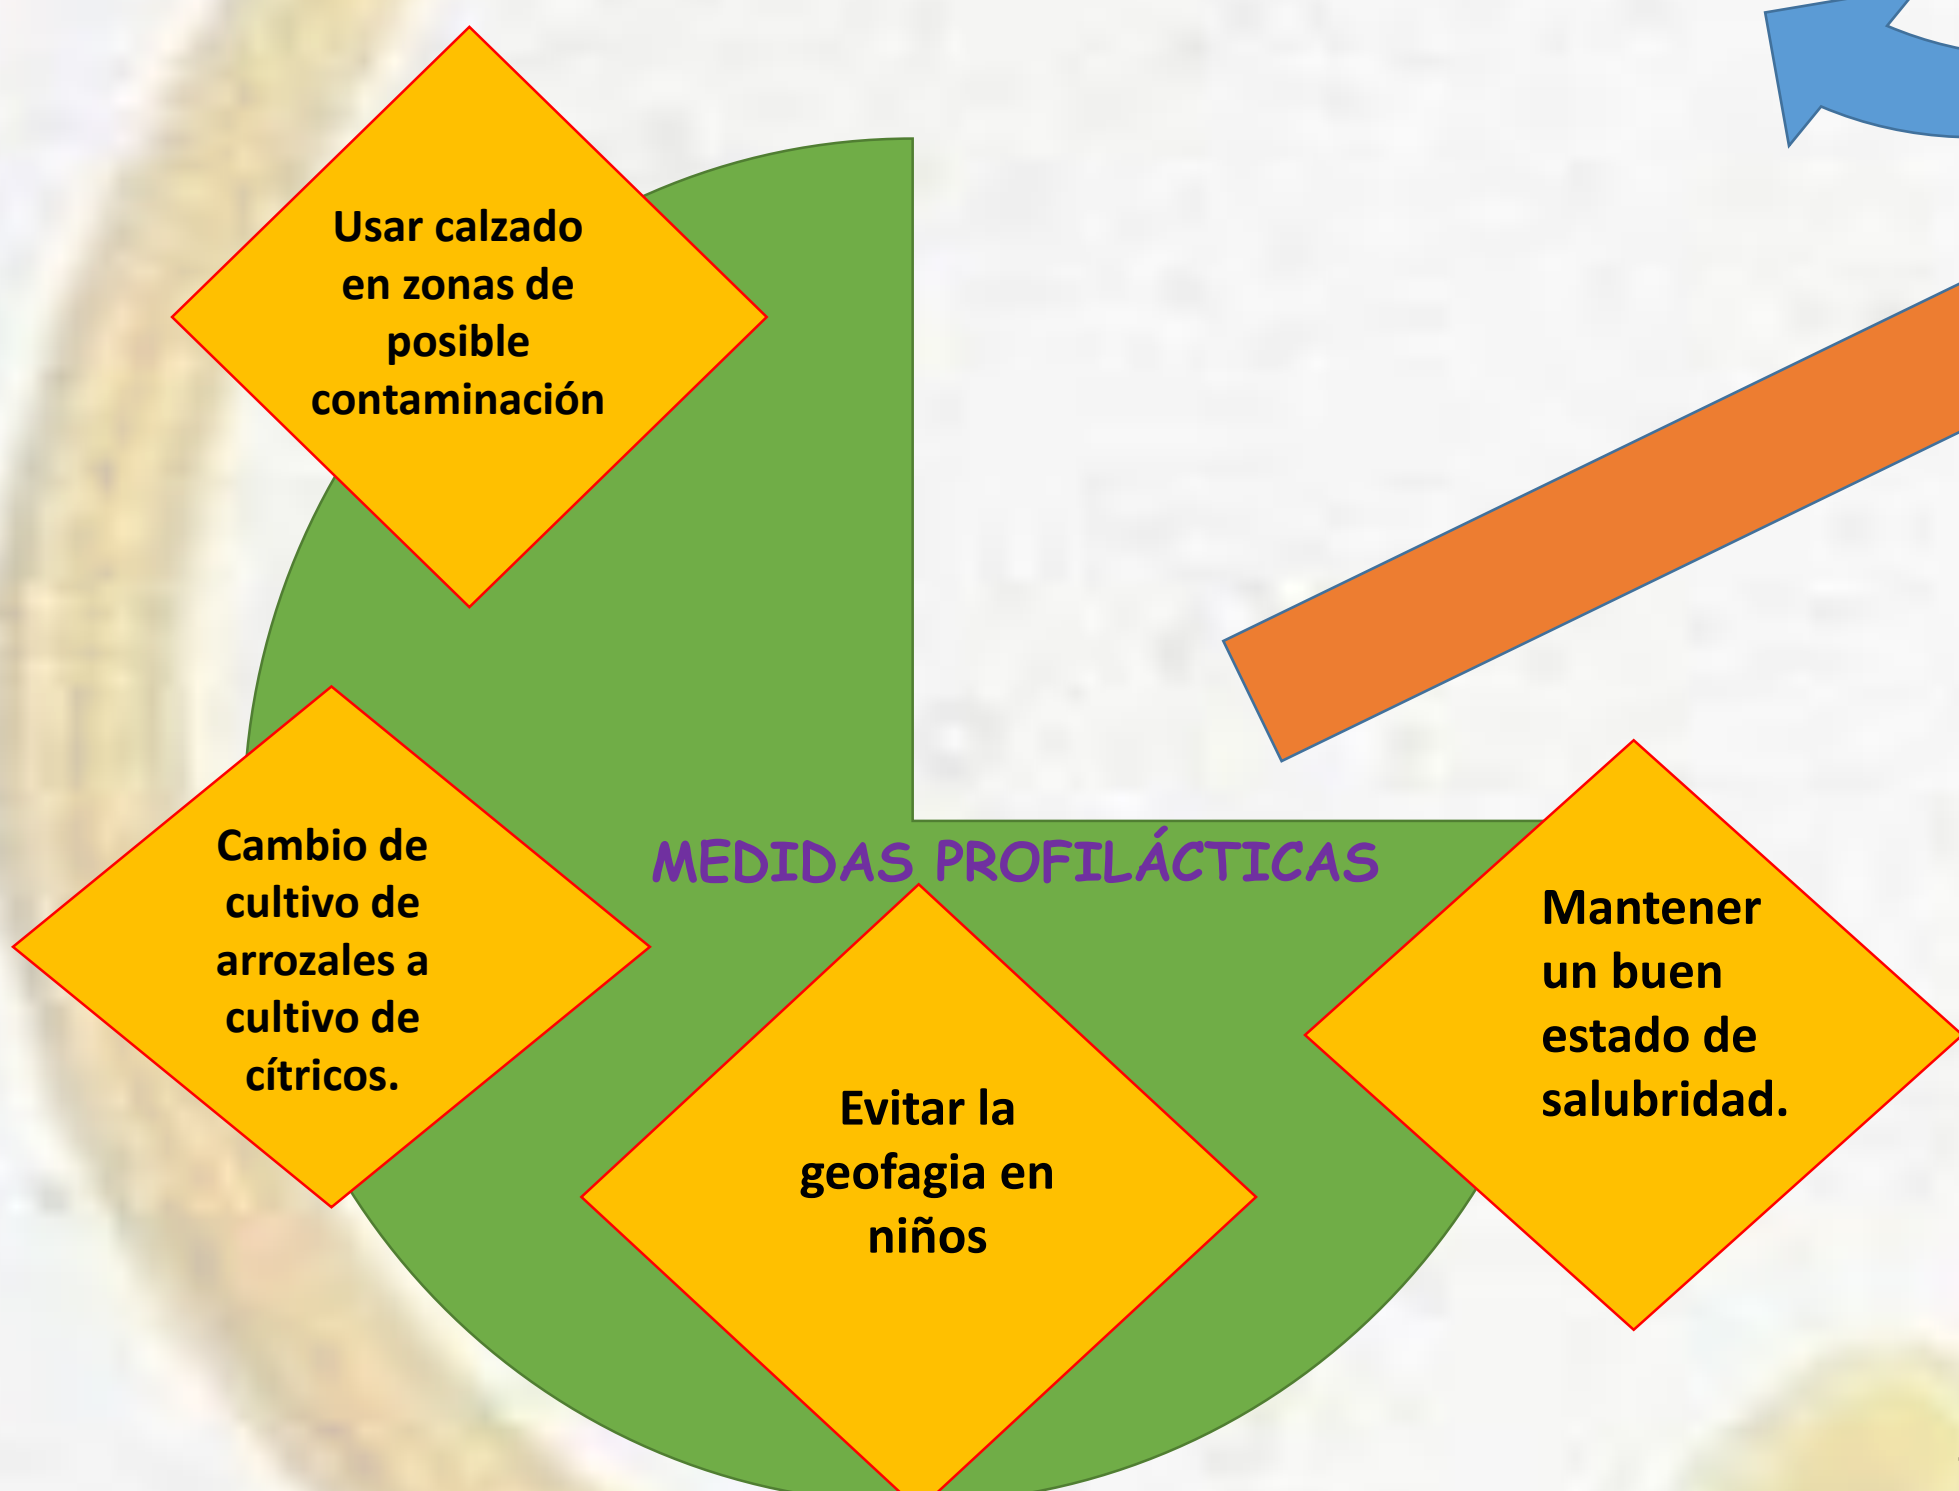 Usar calzado
en zonas de
posible
contaminación
MEDIDAS PROFILÁCTICAS
Cambio de
cultivo de
arrozales a
cultivo de
cítricos.
Evitar la
geofagia en
niños
Mantener
un buen
estado de
salubridad.